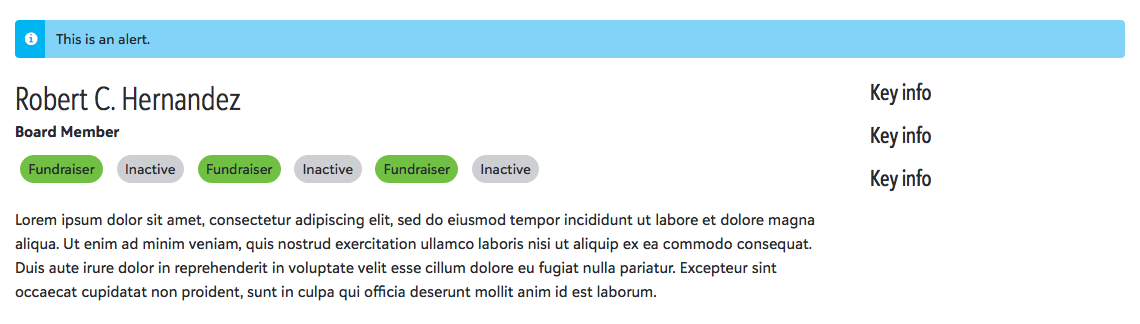 This is an alert.
Robert C. Hernandez
Board Member
Fundraiser Inactive Fundraiser Inactive Fundraiser Inactive
Lorem ipsum dolor sit amet, consectetur adipiscing elit, sed do eiusmod tempor incididunt ut labore et dolore magna
aliqua. Ut enim ad minim veniam, quis nostrud exercitation ullamco laboris nisi ut aliquip ex ea commodo consequat.
Duis aute irure dolor in reprehenderit in voluptate velit esse cillum dolore eu fugiat nulla pariatur. Excepteur sint
occaecat cupidatat non proident, sunt in culpa qui officia deserunt mollit anim id est laborum.
Key info
Key info
Key info